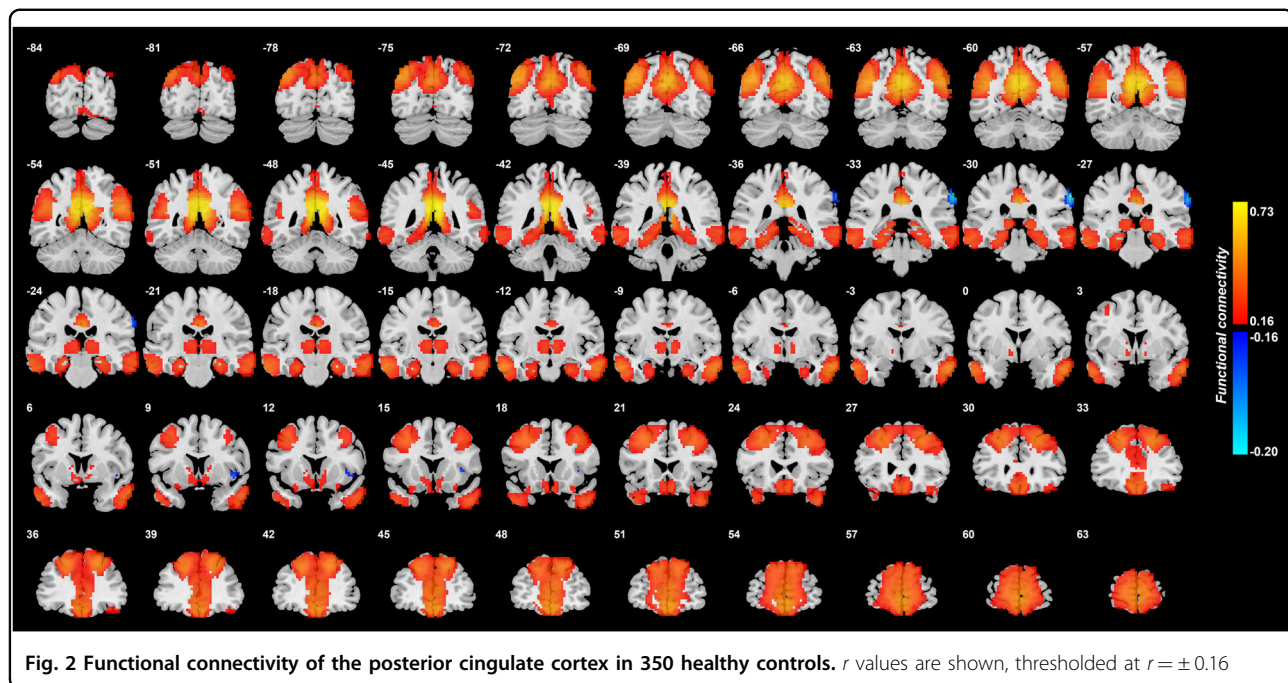 -84 -81 -78 -75 -72 -69 -66 -63 -60 -57
-54 -51 -48 -45 -42 -39 -36 -33 -30 -27
-24 -21 -18 -15 -12 -9 -6 -3 0 3
6 9 12 15 18 21 24 27 30 33
36 39 42 45 48 51 54 57 60 63
Functional connectivity
0.73
0.16
-0.16
-0.20
Fig. 2 Functional connectivity of the posterior cingulate cortex in 350 healthy controls. r values are shown, thresholded at r = ± 0.16